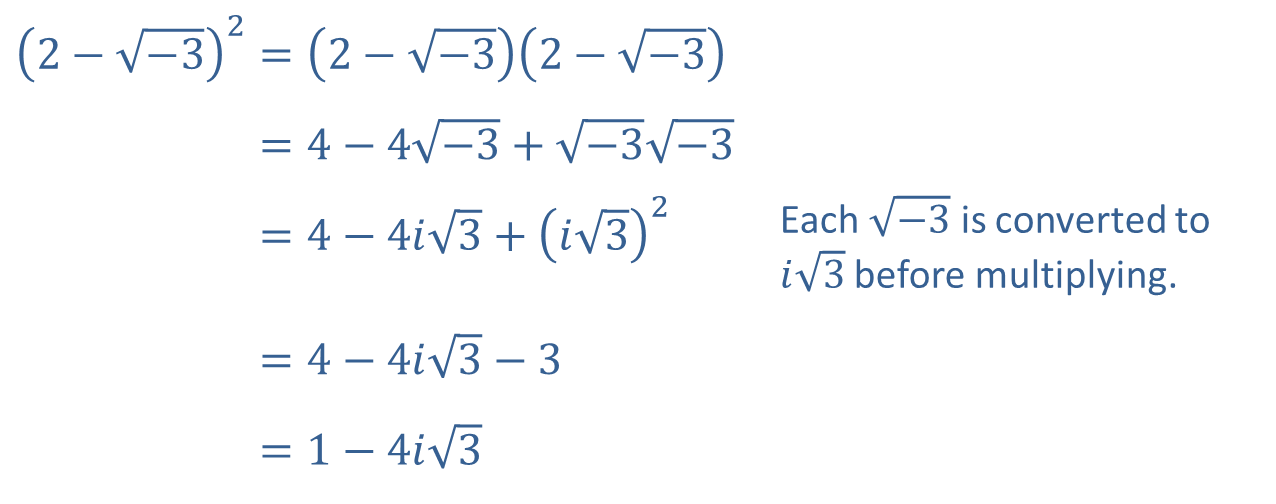 (2 − √−3)² = (2 − √−3)(2 − √−3)
= 4 − 4√−3 + √−3√−3
= 4 − 4i√3 + (i√3)²
Each √−3 is converted to
i√3 before multiplying.
= 4 − 4i√3 − 3
= 1 − 4i√3